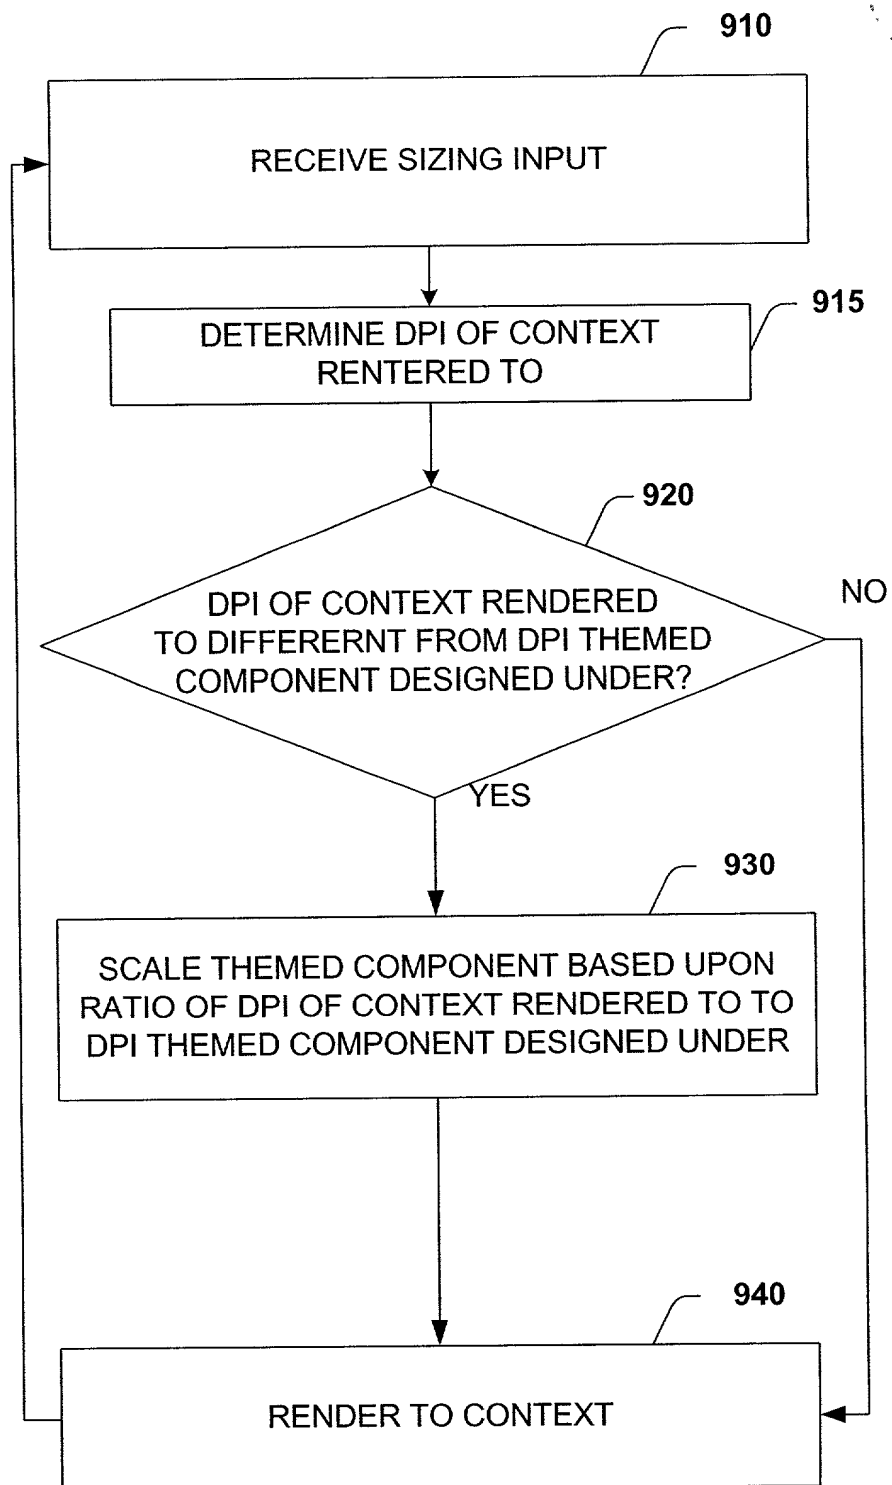 910
RECEIVE SIZING INPUT
915
DETERMINE DPI OF CONTEXT
RENTERED TO
920
DPI OF CONTEXT RENDERED
TO DIFFERERNT FROM DPI THEMED
COMPONENT DESIGNED UNDER?
NO
YES
930
SCALE THEMED COMPONENT BASED UPON
RATIO OF DPI OF CONTEXT RENDERED TO TO
DPI THEMED COMPONENT DESIGNED UNDER
940
RENDER TO CONTEXT